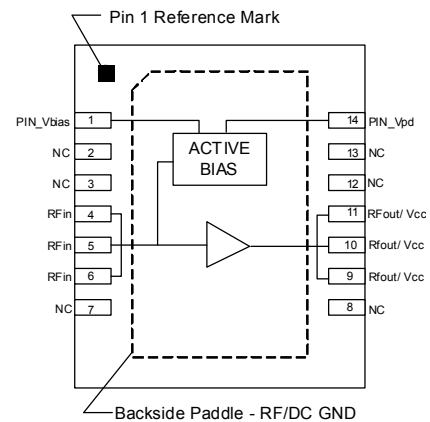 Pin 1 Reference Mark
PIN_Vbias 1
14 PIN_Vpd
ACTIVE
BIAS
NC 2
13 NC
NC 3
12 NC
RFin 4
11 RFout/ Vcc
RFin 5
10 Rfout/ Vcc
RFin 6
9 Rfout/ Vcc
NC 7
8 NC
Backside Paddle - RF/DC GND